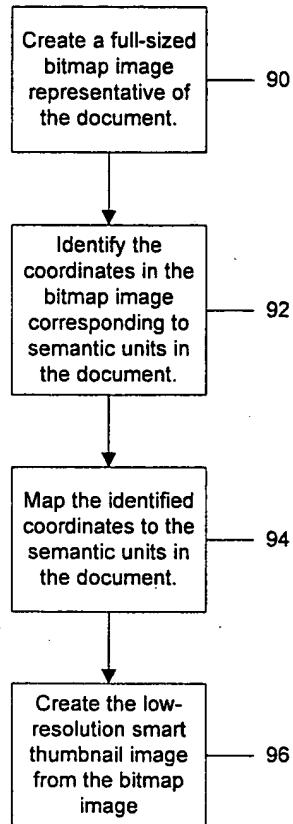 Create a full-sized
bitmap image
representative of
the document.
90
Identify the
coordinates in the
bitmap image
corresponding to
semantic units in
the document.
92
Map the identified
coordinates to the
semantic units in
the document.
94
Create the low-
resolution smart
thumbnail image
from the bitmap
image
96